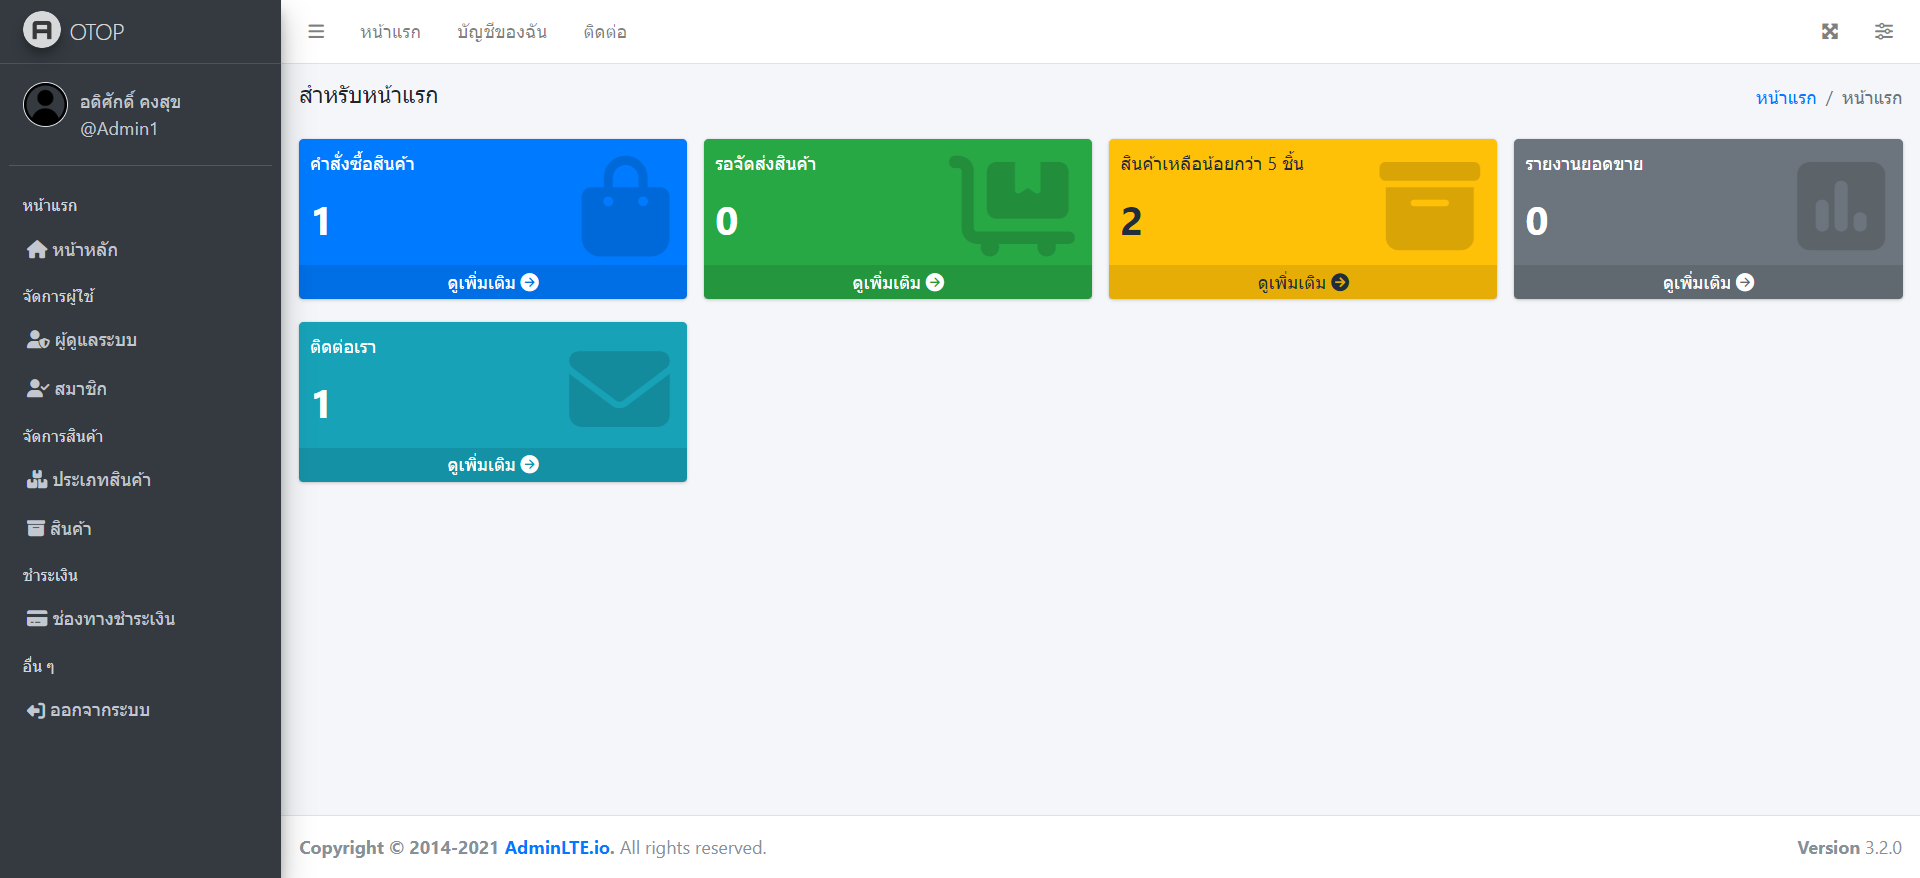 OTOP
อดิศักดิ์ คงสุข
@Admin1
หน้าแรก
หน้าหลัก
จัดการผู้ใช้
ผู้ดูแลระบบ
สมาชิก
จัดการสินค้า
ประเภทสินค้า
สินค้า
ชำระเงิน
ช่องทางชำระเงิน
อื่น ๆ
ออกจากระบบ
หน้าแรก บัญชีของฉัน ติดต่อ
สำหรับหน้าแรก
หน้าแรก / หน้าแรก
คำสั่งซื้อสินค้า
1
ดูเพิ่มเติม
รอจัดส่งสินค้า
0
ดูเพิ่มเติม
สินค้าเหลือน้อยกว่า 5 ชิ้น
2
ดูเพิ่มเติม
รายงานยอดขาย
0
ดูเพิ่มเติม
ติดต่อเรา
1
ดูเพิ่มเติม
Copyright © 2014-2021 AdminLTE.io. All rights reserved.
Version 3.2.0